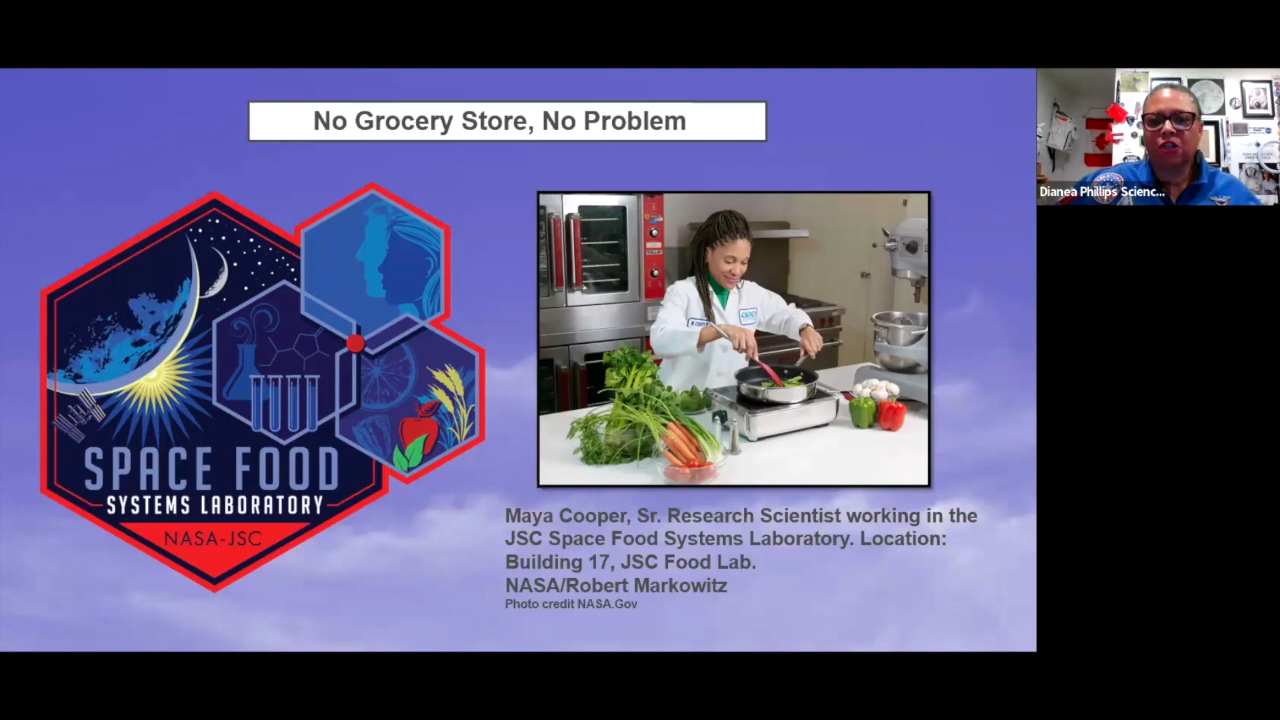 No Grocery Store, No Problem
Dianea Phillips Scienc...
SPACE FOOD
SYSTEMS LABORATORY
NASA-JSC
Maya Cooper, Sr. Research Scientist working in the
JSC Space Food Systems Laboratory. Location:
Building 17, JSC Food Lab.
NASA/Robert Markowitz
Photo credit NASA.Gov